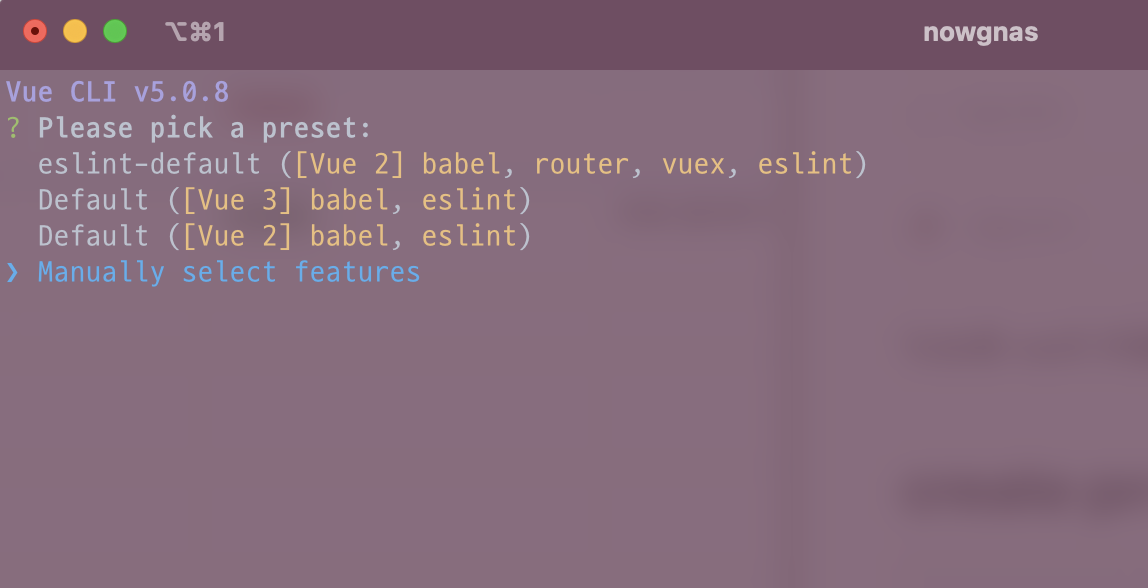 ⌥⌘1
nowgnas
Vue CLI v5.0.8
? Please pick a preset:
eslint-default ([Vue 2] babel, router, vuex, eslint)
Default ([Vue 3] babel, eslint)
Default ([Vue 2] babel, eslint)
❯ Manually select features